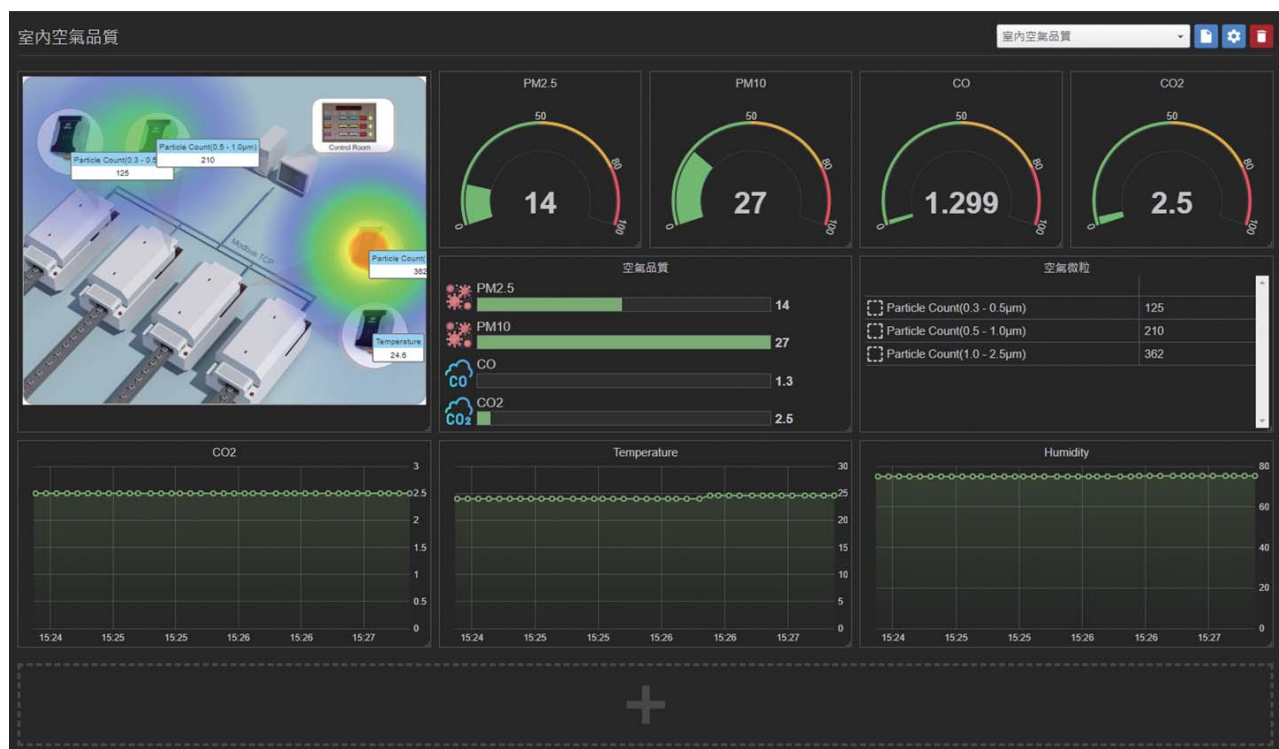 室內空氣品質
室內空氣品質
Control Room
Particle Count(0.3 - 0.5
125
Particle Count(0.5 - 1.0μm)
210
Modbus TCP
Particle Count(
362
Temperature
24.6
PM2.5
0
50
80
100
14
PM10
0
50
80
100
27
CO
0
50
80
100
1.299
CO2
0
50
80
100
2.5
空氣品質
PM2.5
14
PM10
27
CO
CO
1.3
CO2
CO2
2.5
空氣微粒
Particle Count(0.3 - 0.5μm) 125
Particle Count(0.5 - 1.0μm) 210
Particle Count(1.0 - 2.5μm) 362
CO2
3
2.5
2
1.5
1
0.5
0
15:24 15:25 15:25 15:26 15:26 15:27
Temperature
30
25
20
15
10
5
0
15:24 15:25 15:25 15:26 15:26 15:27
Humidity
80
60
40
20
0
15:24 15:25 15:25 15:26 15:26 15:27